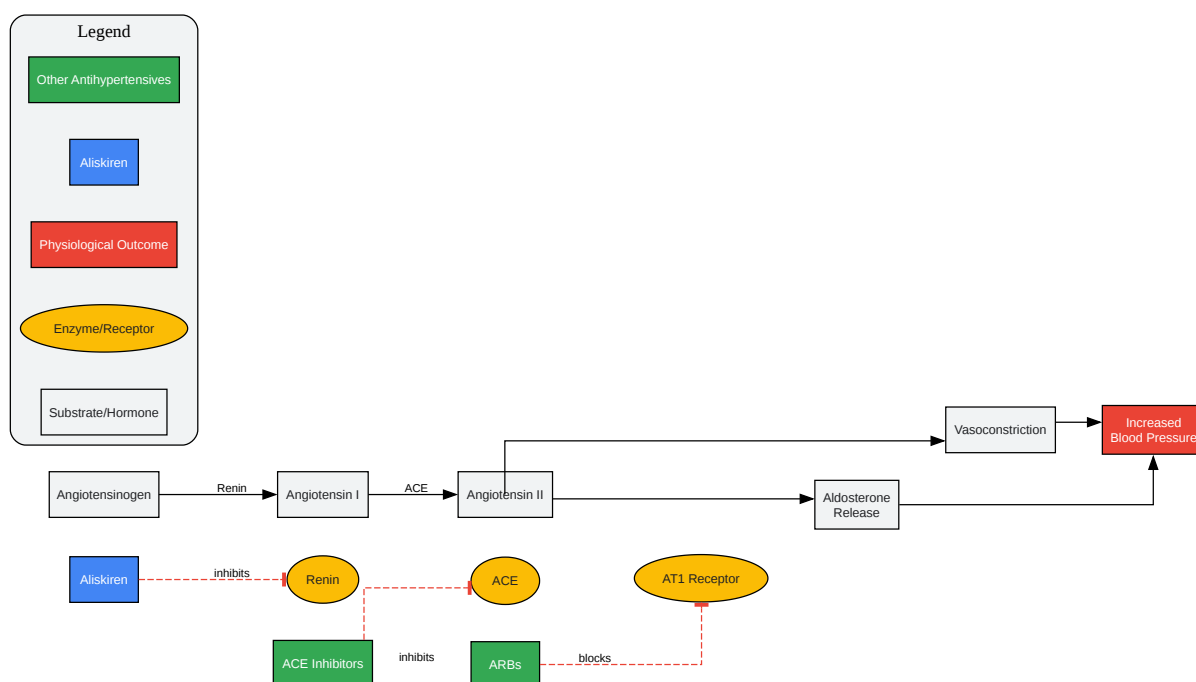 Legend
Other Antihypertensives
Aliskiren
Physiological Outcome
Enzyme/Receptor
Substrate/Hormone
Vasoconstriction
Increased
Blood Pressure
Angiotensinogen
Renin
Angiotensin I
ACE
Angiotensin II
Aldosterone
Release
Aliskiren
inhibits
Renin
ACE
AT1 Receptor
ACE Inhibitors
inhibits
ARBs
blocks